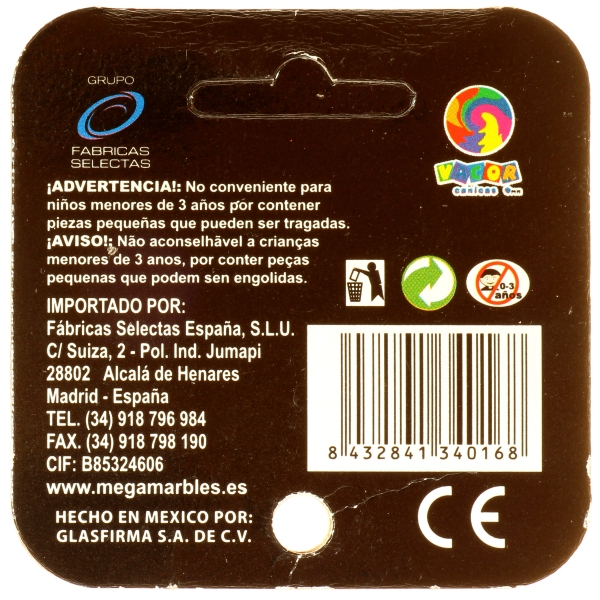 GRUPO
FABRICAS
SELECTAS
VACOR
canicas
¡ADVERTENCIA!: No conveniente para
niños menores de 3 años por contener
piezas pequeñas que pueden ser tragadas.
¡AVISO!: Não aconselhável a crianças
menores de 3 anos, por conter peças
pequenas que podem ser engolidas.
0-3
años
IMPORTADO POR:
Fábricas Selectas España, S.L.U.
C/ Suiza, 2 - Pol. Ind. Jumapi
28802 Alcalá de Henares
Madrid - España
TEL. (34) 918 796 984
FAX. (34) 918 798 190
CIF: B85324606
www.megamarbles.es
8 432841 340168
HECHO EN MEXICO POR:
GLASFIRMA S.A. DE C.V.
CE